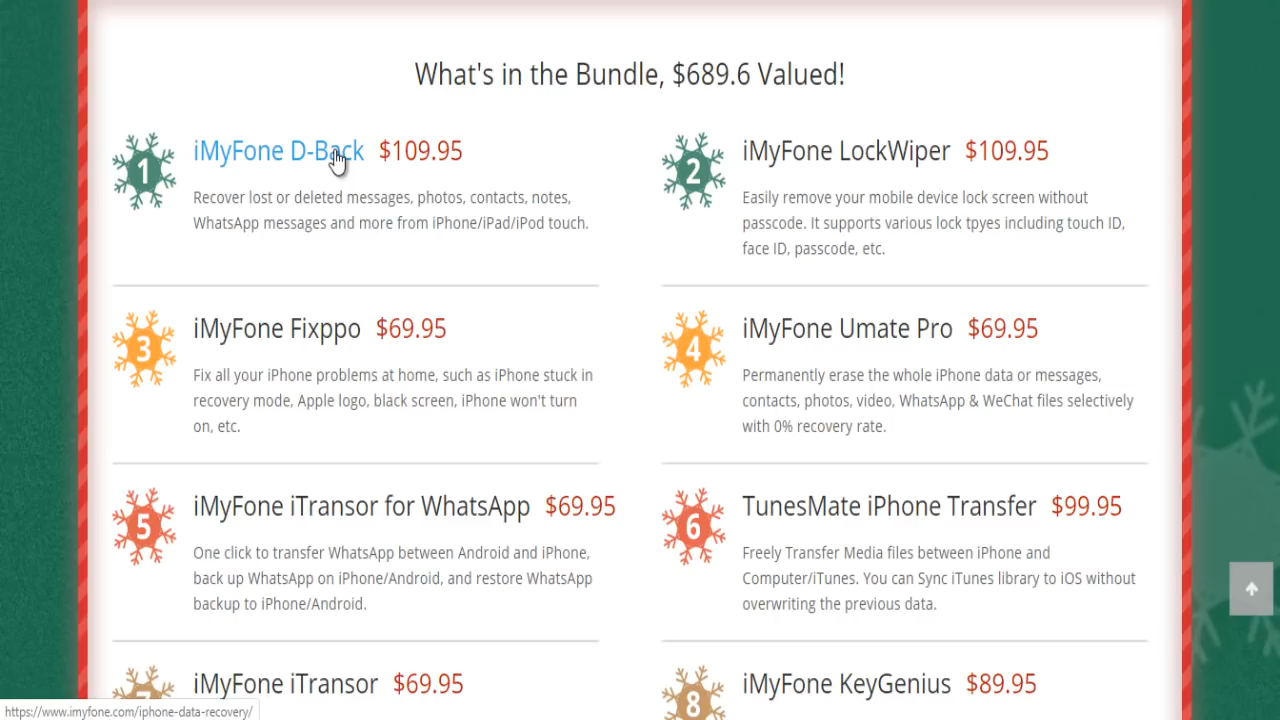 What's in the Bundle, $689.6 Valued!
1
iMyFone D-Back $109.95
Recover lost or deleted messages, photos, contacts, notes,
WhatsApp messages and more from iPhone/iPad/iPod touch.
2
iMyFone LockWiper $109.95
Easily remove your mobile device lock screen without
passcode. It supports various lock tpyes including touch ID,
face ID, passcode, etc.
3
iMyFone Fixppo $69.95
Fix all your iPhone problems at home, such as iPhone stuck in
recovery mode, Apple logo, black screen, iPhone won't turn
on, etc.
4
iMyFone Umate Pro $69.95
Permanently erase the whole iPhone data or messages,
contacts, photos, video, WhatsApp & WeChat files selectively
with 0% recovery rate.
5
iMyFone iTransor for WhatsApp $69.95
One click to transfer WhatsApp between Android and iPhone,
back up WhatsApp on iPhone/Android, and restore WhatsApp
backup to iPhone/Android.
6
TunesMate iPhone Transfer $99.95
Freely Transfer Media files between iPhone and
Computer/iTunes. You can Sync iTunes library to iOS without
overwriting the previous data.
7
iMyFone iTransor $69.95
8
iMyFone KeyGenius $89.95
https://www.imyfone.com/iphone-data-recovery/